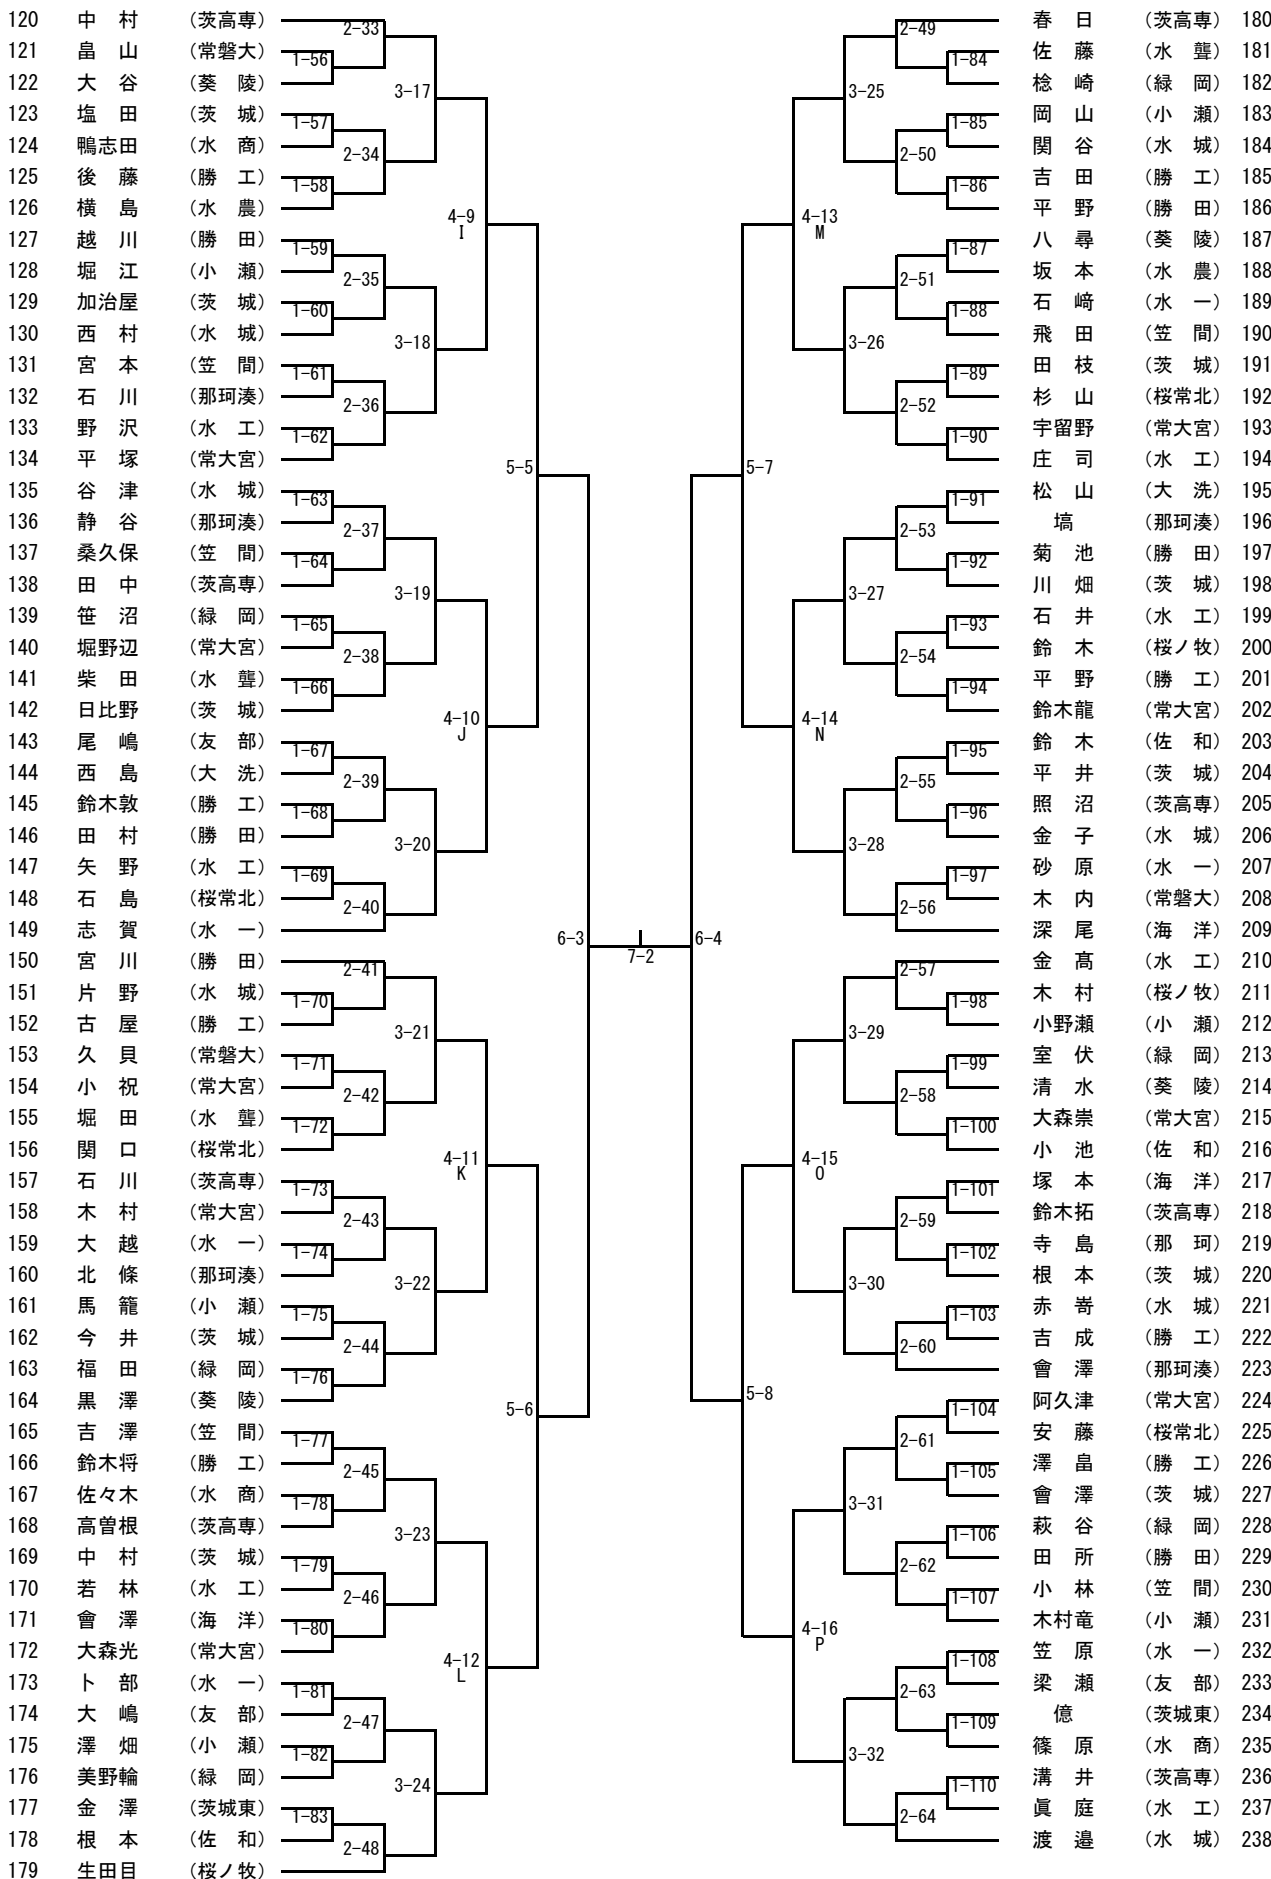 120 中 村 (茨高専) 2-33 2-49 春 日 (茨高専) 180
121 畠 山 (常磐大) 1-56 1-84 佐 藤 (水 聾) 181
122 大 谷 (葵 陵) 3-17 3-25 棯 崎 (緑 岡) 182
123 塩 田 (茨 城) 1-57 1-85 岡 山 (小 瀬) 183
124 鴨志田 (水 商) 2-34 2-50 関 谷 (水 城) 184
125 後 藤 (勝 工) 1-58 1-86 吉 田 (勝 工) 185
126 横 島 (水 農) 4-9 4-13 平 野 (勝 田) 186
I M
127 越 川 (勝 田) 1-59 1-87 八 尋 (葵 陵) 187
128 堀 江 (小 瀬) 2-35 2-51 坂 本 (水 農) 188
129 加治屋 (茨 城) 1-60 1-88 石 﨑 (水 一) 189
130 西 村 (水 城) 3-18 3-26 飛 田 (笠 間) 190
131 宮 本 (笠 間) 1-61 1-89 田 枝 (茨 城) 191
132 石 川 (那珂湊) 2-36 2-52 杉 山 (桜常北) 192
133 野 沢 (水 工) 1-62 1-90 宇留野 (常大宮) 193
134 平 塚 (常大宮) 5-5 5-7 庄 司 (水 工) 194
135 谷 津 (水 城) 1-63 1-91 松 山 (大 洗) 195
136 静 谷 (那珂湊) 2-37 2-53 塙 (那珂湊) 196
137 桑久保 (笠 間) 1-64 1-92 菊 池 (勝 田) 197
138 田 中 (茨高専) 3-19 3-27 川 畑 (茨 城) 198
139 笹 沼 (緑 岡) 1-65 1-93 石 井 (水 工) 199
140 堀野辺 (常大宮) 2-38 2-54 鈴 木 (桜ノ牧) 200
141 柴 田 (水 聾) 1-66 1-94 平 野 (勝 工) 201
142 日比野 (茨 城) 4-10 4-14 鈴木龍 (常大宮) 202
J N
143 尾 嶋 (友 部) 1-67 1-95 鈴 木 (佐 和) 203
144 西 島 (大 洗) 2-39 2-55 平 井 (茨 城) 204
145 鈴木敦 (勝 工) 1-68 1-96 照 沼 (茨高専) 205
146 田 村 (勝 田) 3-20 3-28 金 子 (水 城) 206
147 矢 野 (水 工) 1-69 1-97 砂 原 (水 一) 207
148 石 島 (桜常北) 2-40 2-56 木 内 (常磐大) 208
149 志 賀 (水 一) 6-3 6-4 深 尾 (海 洋) 209
7-2
150 宮 川 (勝 田) 2-41 2-57 金 髙 (水 工) 210
151 片 野 (水 城) 1-70 1-98 木 村 (桜ノ牧) 211
152 古 屋 (勝 工) 3-21 3-29 小野瀬 (小 瀬) 212
153 久 貝 (常磐大) 1-71 1-99 室 伏 (緑 岡) 213
154 小 祝 (常大宮) 2-42 2-58 清 水 (葵 陵) 214
155 堀 田 (水 聾) 1-72 1-100 大森崇 (常大宮) 215
156 関 口 (桜常北) 4-11 4-15 小 池 (佐 和) 216
K O
157 石 川 (茨高専) 1-73 1-101 塚 本 (海 洋) 217
158 木 村 (常大宮) 2-43 2-59 鈴木拓 (茨高専) 218
159 大 越 (水 一) 1-74 1-102 寺 島 (那 珂) 219
160 北 條 (那珂湊) 3-22 3-30 根 本 (茨 城) 220
161 馬 籠 (小 瀬) 1-75 1-103 赤 嵜 (水 城) 221
162 今 井 (茨 城) 2-44 2-60 吉 成 (勝 工) 222
163 福 田 (緑 岡) 1-76 會 澤 (那珂湊) 223
164 黒 澤 (葵 陵) 5-6 5-8 阿久津 (常大宮) 224
1-104
165 吉 澤 (笠 間) 1-77 2-61 安 藤 (桜常北) 225
166 鈴木将 (勝 工) 2-45 1-105 澤 畠 (勝 工) 226
167 佐々木 (水 商) 1-78 3-31 會 澤 (茨 城) 227
168 高曽根 (茨高専) 3-23 1-106 萩 谷 (緑 岡) 228
169 中 村 (茨 城) 1-79 2-62 田 所 (勝 田) 229
170 若 林 (水 工) 2-46 1-107 小 林 (笠 間) 230
171 會 澤 (海 洋) 1-80 4-16 木村竜 (小 瀬) 231
P
172 大森光 (常大宮) 4-12 1-108 笠 原 (水 一) 232
L
173 卜 部 (水 一) 1-81 2-63 梁 瀬 (友 部) 233
174 大 嶋 (友 部) 2-47 1-109 億 (茨城東) 234
175 澤 畑 (小 瀬) 1-82 3-32 篠 原 (水 商) 235
176 美野輪 (緑 岡) 3-24 1-110 溝 井 (茨高専) 236
177 金 澤 (茨城東) 1-83 2-64 眞 庭 (水 工) 237
178 根 本 (佐 和) 2-48 渡 邉 (水 城) 238
179 生田目 (桜ノ牧)